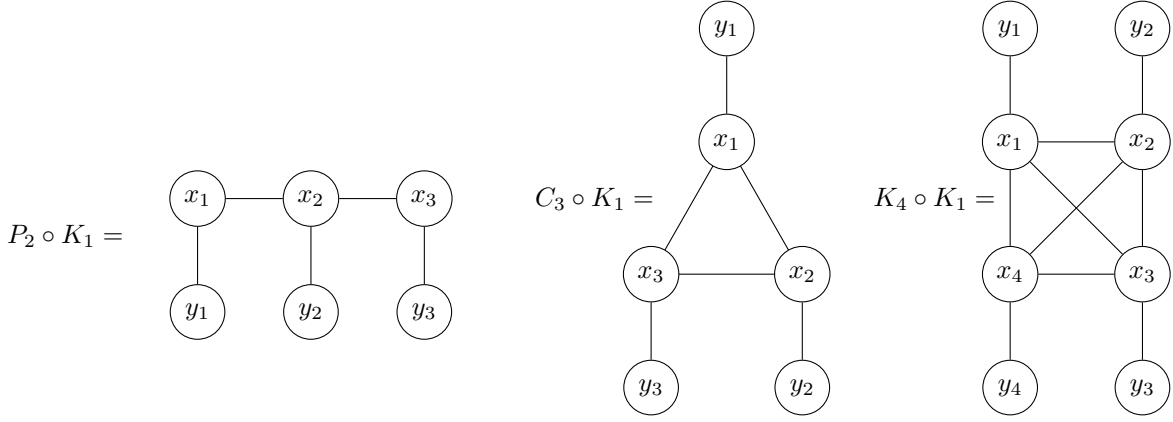 P₂ ∘ K₁ =
x₁ x₂ x₃
y₁ y₂ y₃
C₃ ∘ K₁ =
y₁
x₁
x₃ x₂
y₃ y₂
K₄ ∘ K₁ =
y₁ y₂
x₁ x₂
x₄ x₃
y₄ y₃